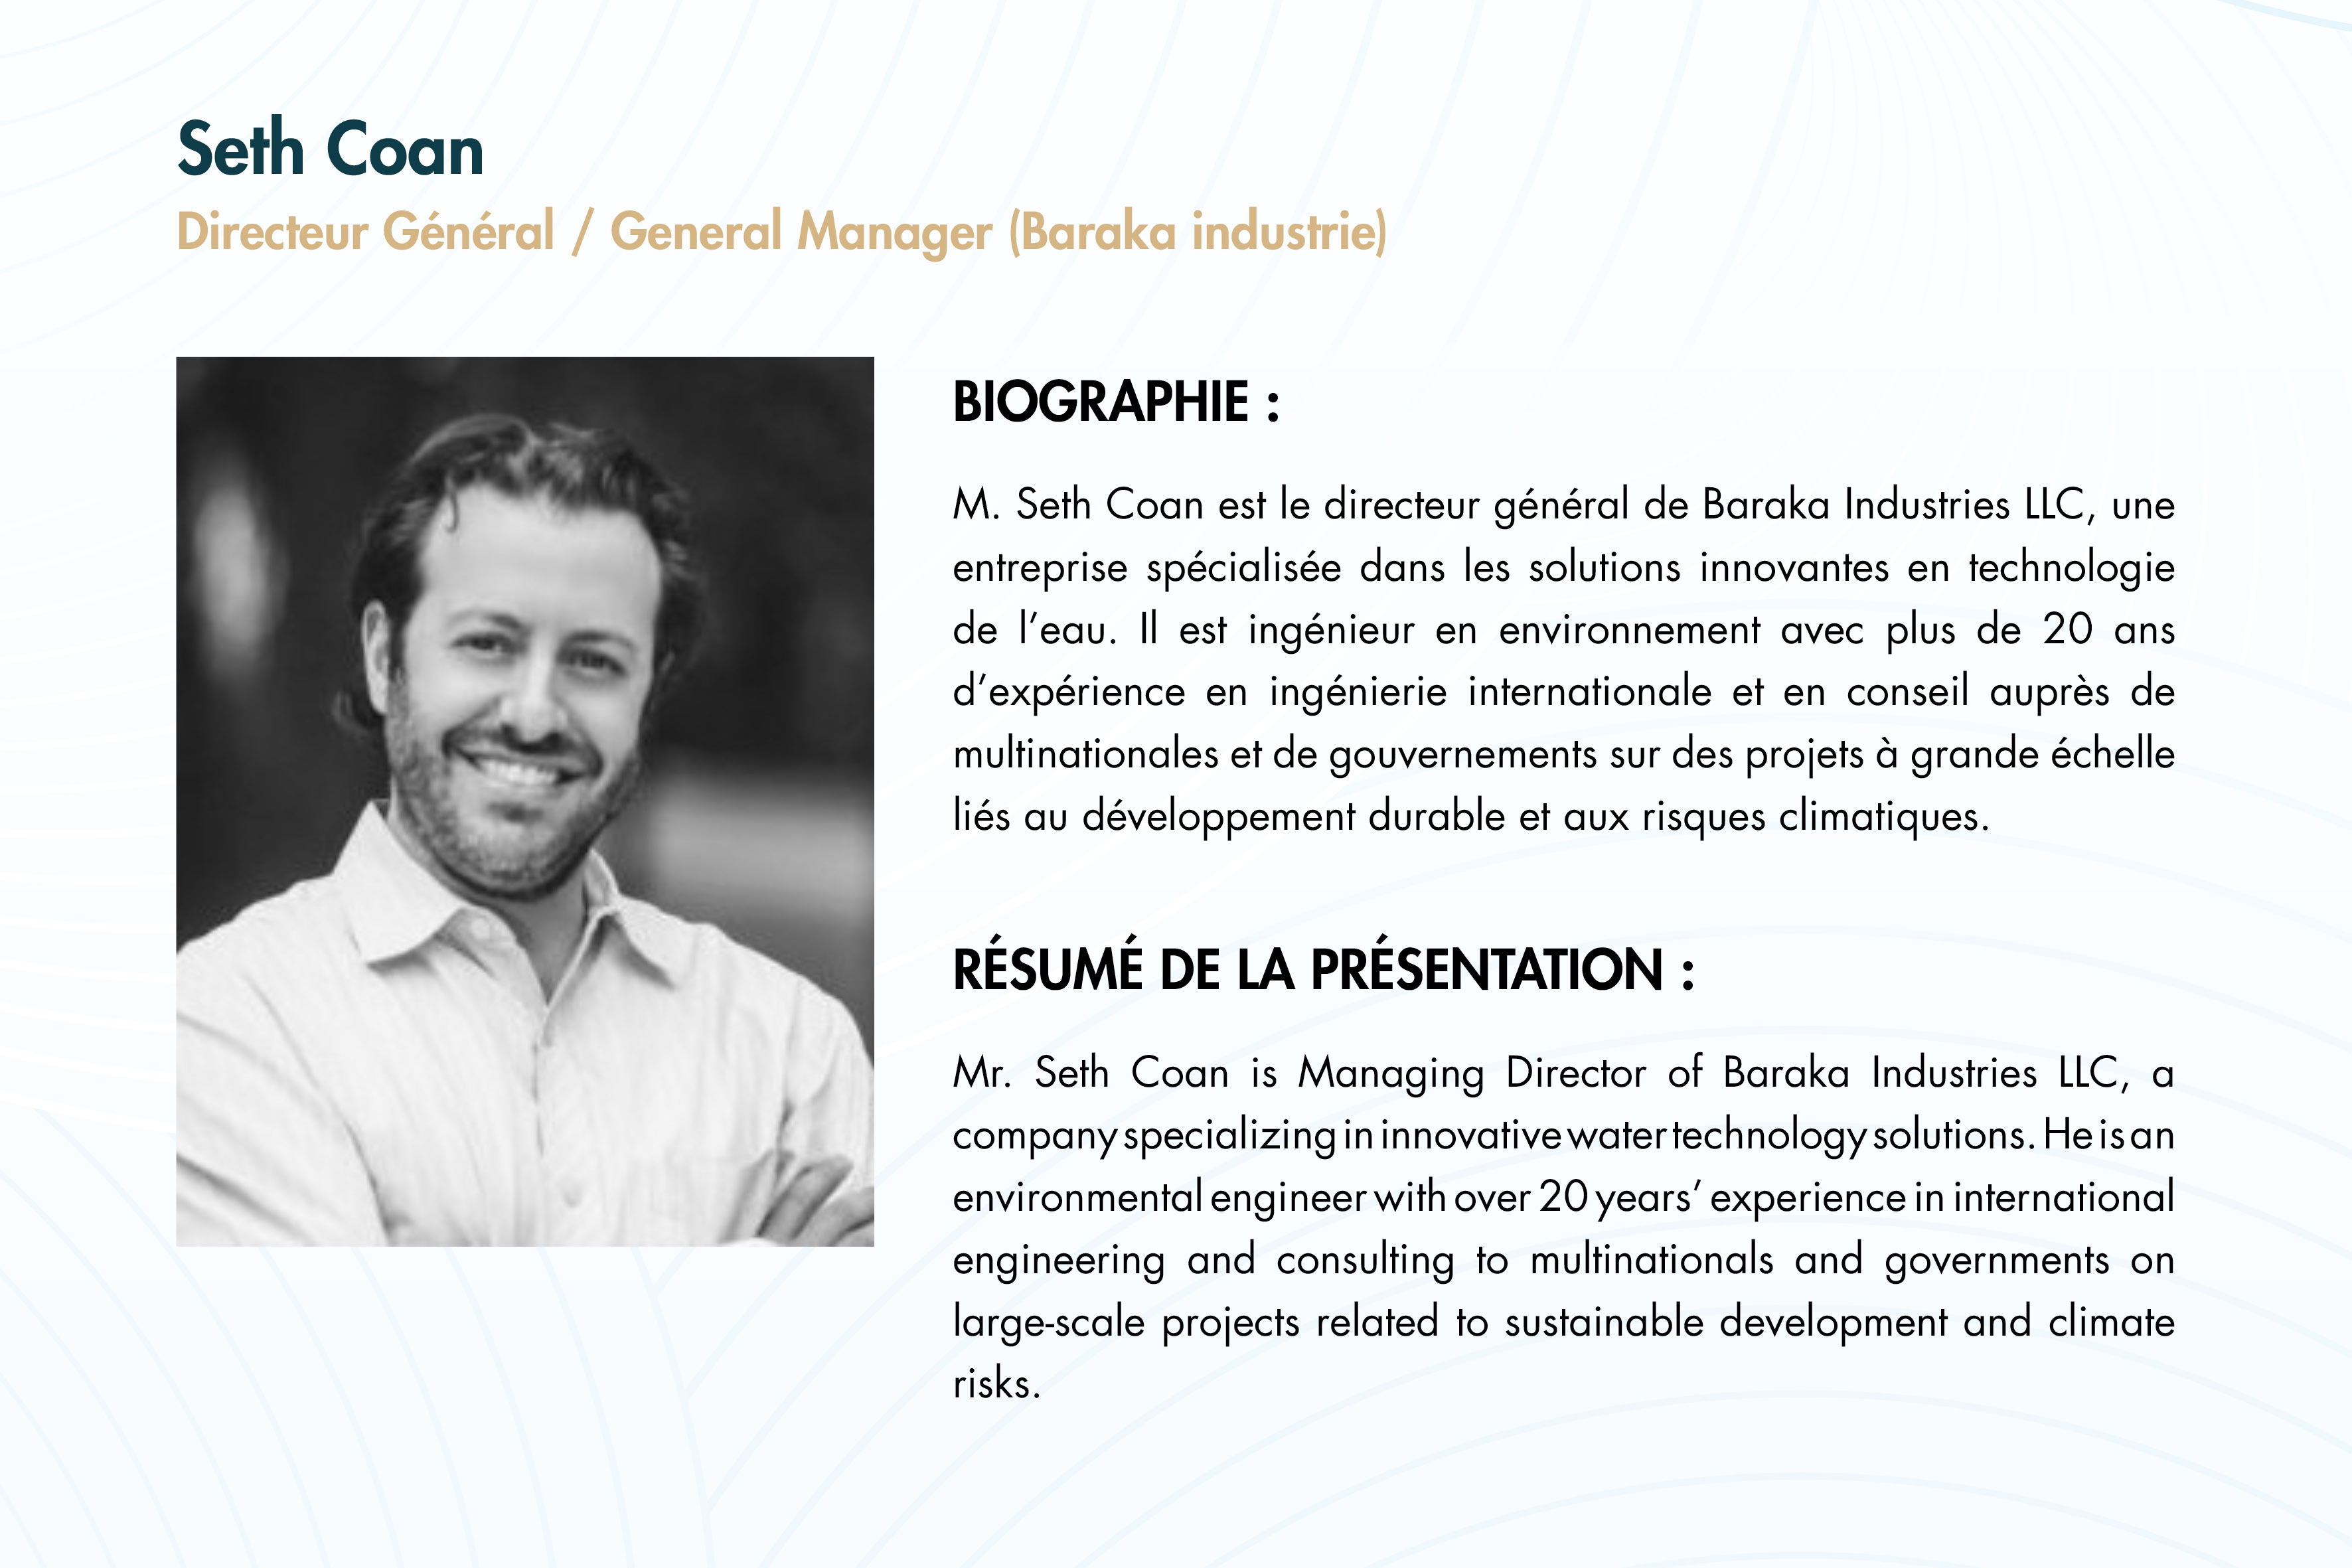 Seth Coan
Directeur Général / General Manager (Baraka industrie)
BIOGRAPHIE :
M. Seth Coan est le directeur général de Baraka Industries LLC, une
entreprise spécialisée dans les solutions innovantes en technologie
de l’eau. Il est ingénieur en environnement avec plus de 20 ans
d’expérience en ingénierie internationale et en conseil auprès de
multinationales et de gouvernements sur des projets à grande échelle
liés au développement durable et aux risques climatiques.
RÉSUMÉ DE LA PRÉSENTATION :
Mr. Seth Coan is Managing Director of Baraka Industries LLC, a
company specializing in innovative water technology solutions. He is an
environmental engineer with over 20 years’ experience in international
engineering and consulting to multinationals and governments on
large-scale projects related to sustainable development and climate
risks.